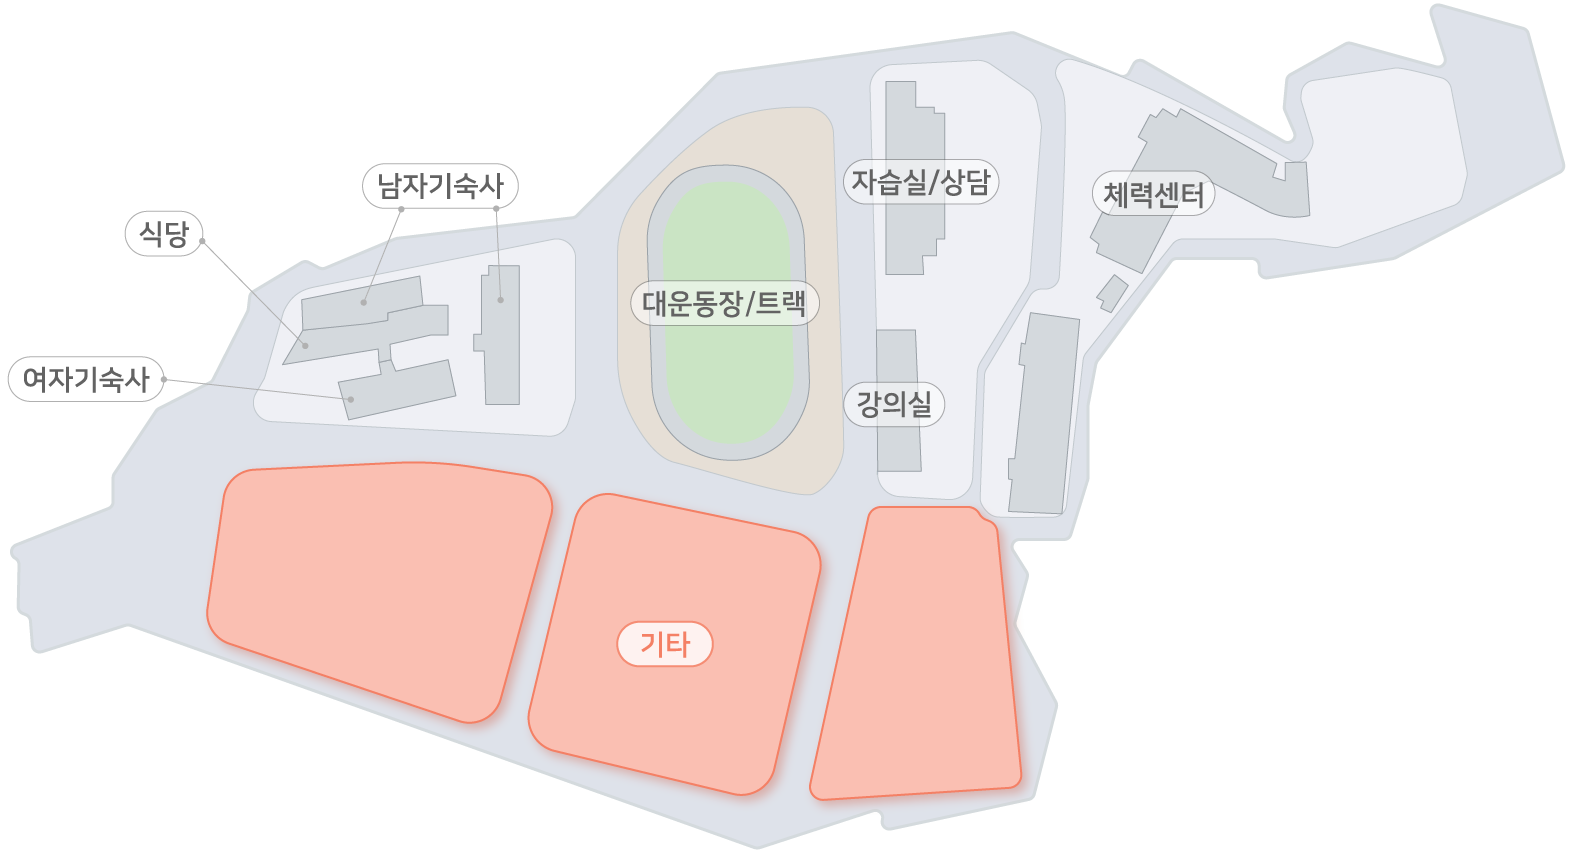 남자기숙사
식당
여자기숙사
대운동장/트랙
자습실/상담
체력센터
강의실
기타